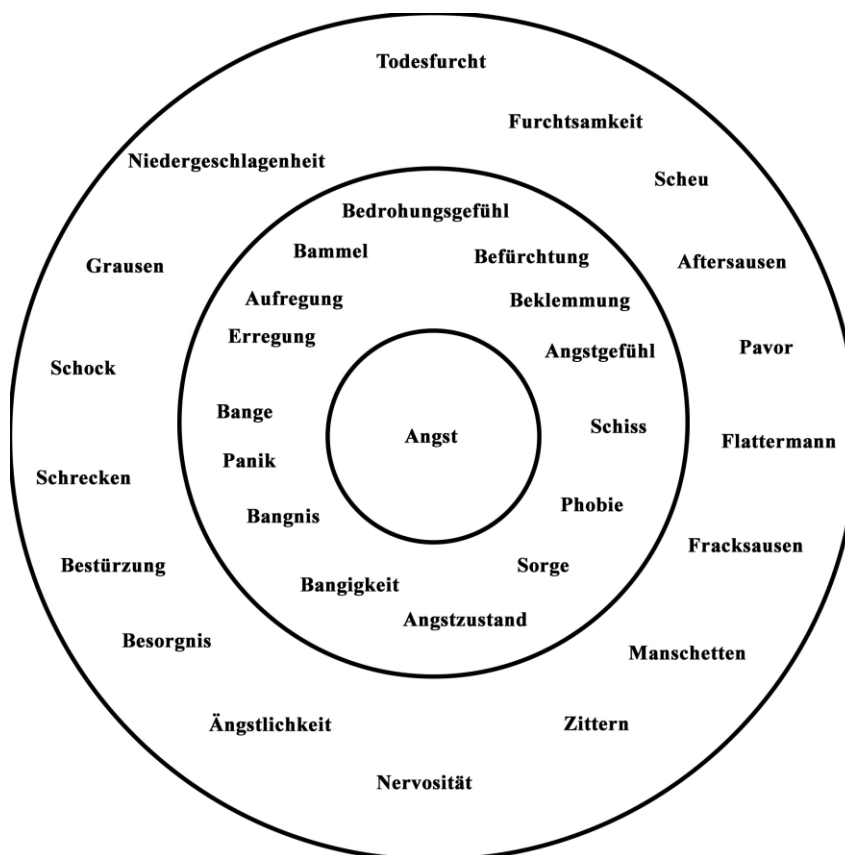 Todesfurcht
Furchtsamkeit
Niedergeschlagenheit
Scheu
Bedrohungsgefühl
Bammel
Befürchtung
Aftersausen
Grausen
Aufregung
Beklemmung
Erregung
Angstgefühl
Pavor
Schock
Bange
Schiss
Angst
Flattermann
Panik
Schrecken
Phobie
Bangnis
Fracksausen
Bestürzung
Sorge
Bangigkeit
Angstzustand
Besorgnis
Manschetten
Ängstlichkeit
Zittern
Nervosität